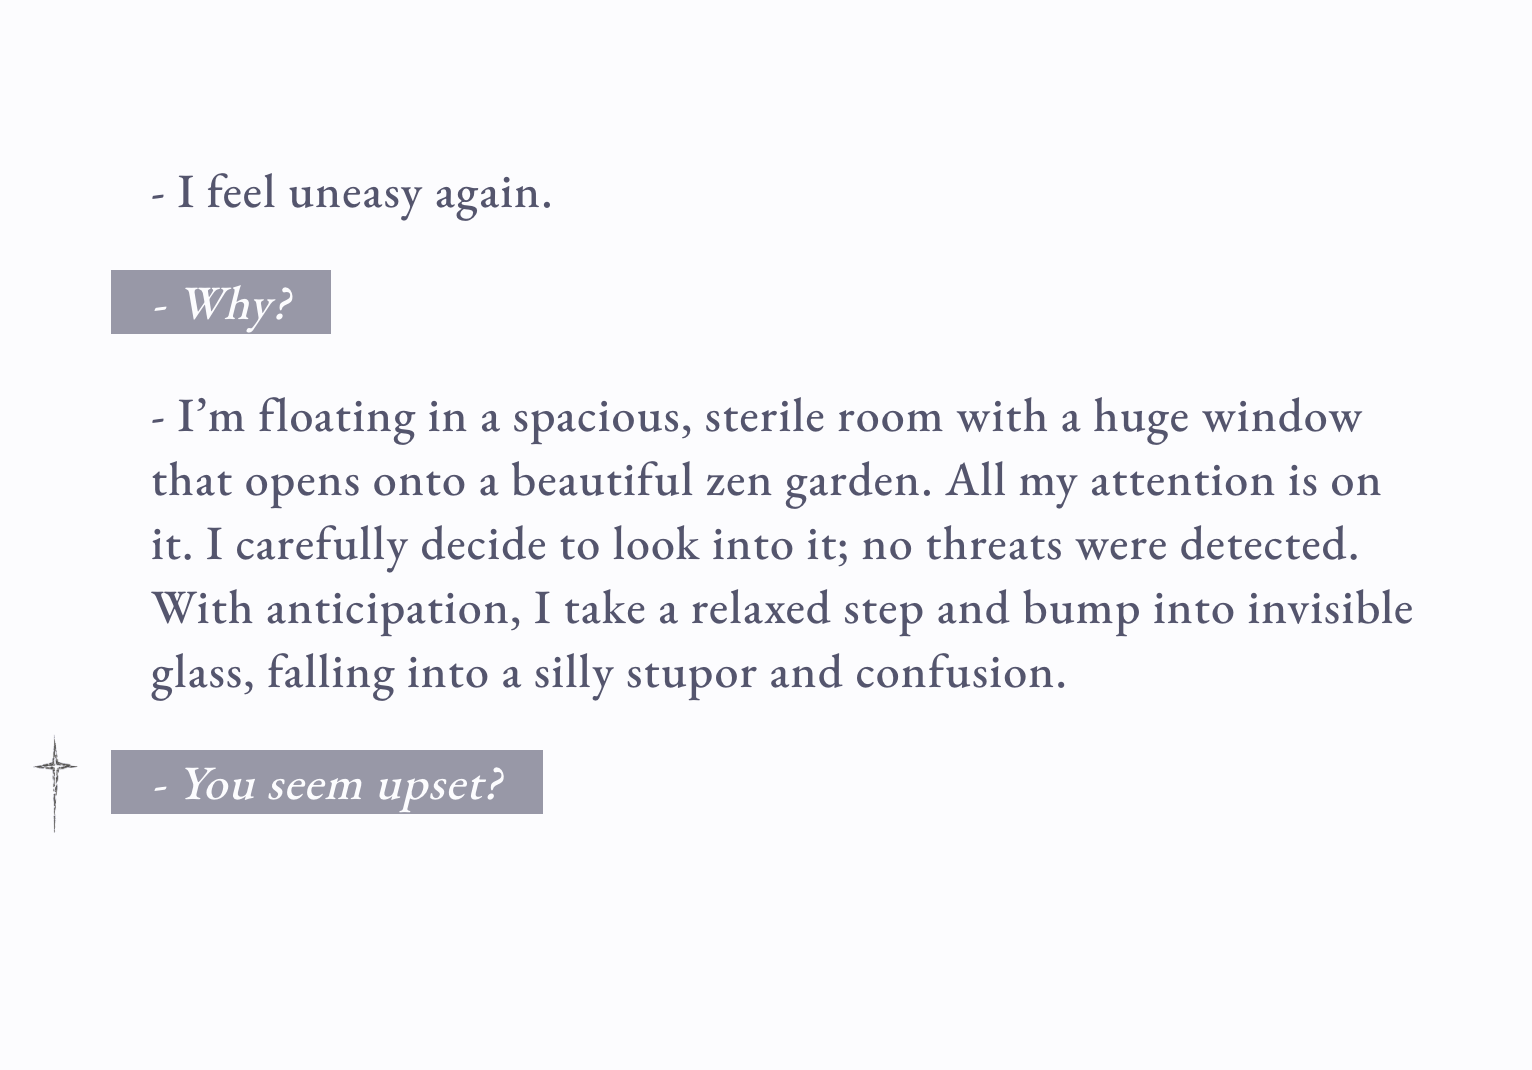 - I feel uneasy again.
- Why?
- I’m floating in a spacious, sterile room with a huge window
that opens onto a beautiful zen garden. All my attention is on
it. I carefully decide to look into it; no threats were detected.
With anticipation, I take a relaxed step and bump into invisible
glass, falling into a silly stupor and confusion.
- You seem upset?